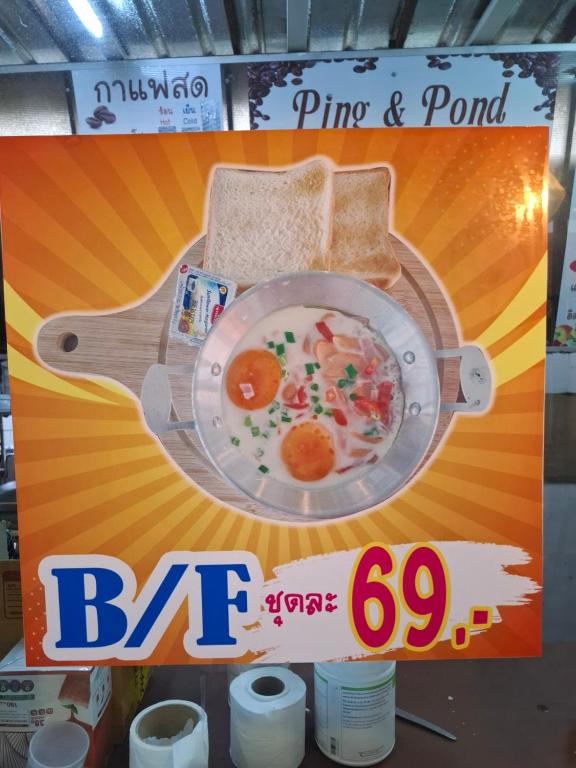 กาแฟสด
ร้อน เย็น
Hot Cold
Ping & Pond
B/F ชุดละ 69.-